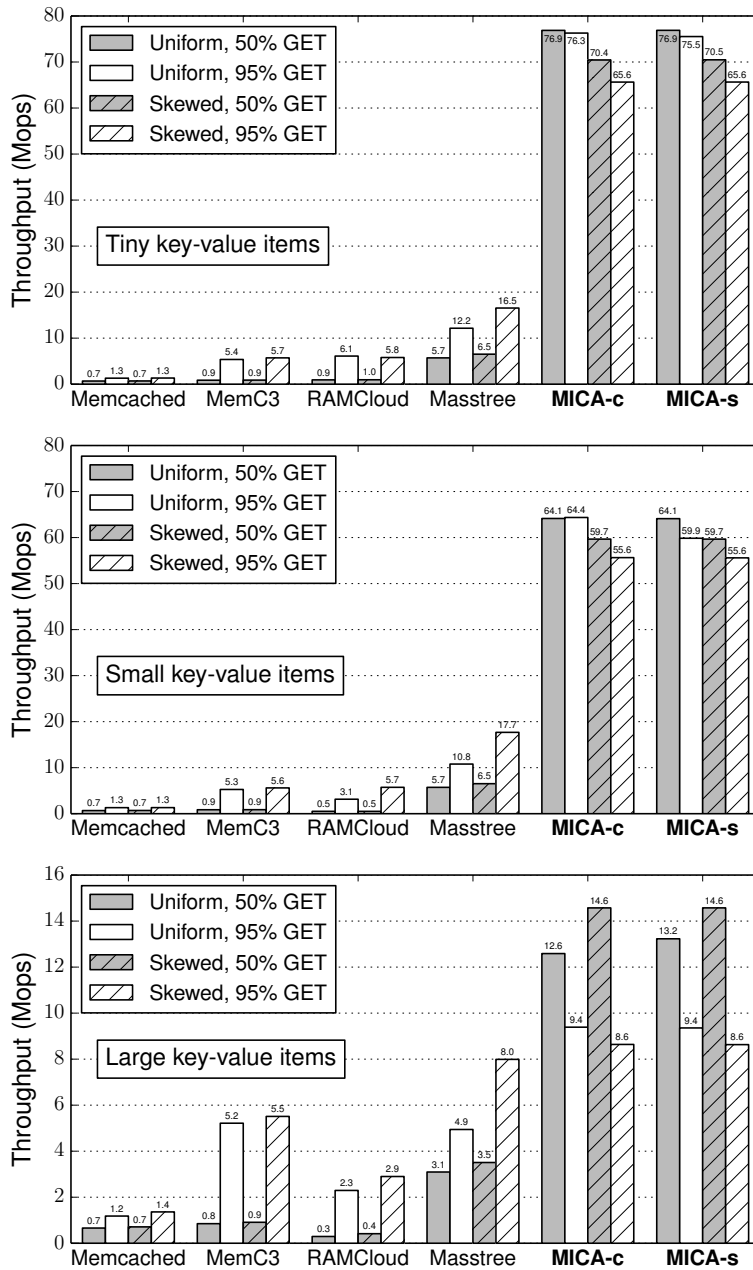 Throughput (Mops)
80
70
60
50
40
30
20
10
0
Uniform, 50% GET
Uniform, 95% GET
Skewed, 50% GET
Skewed, 95% GET
Tiny key-value items
0.7 1.3 0.7 1.3
0.9 5.4 0.9 5.7
0.9 6.1 1.0 5.8
5.7 12.2 6.5 16.5
76.9 76.3 70.4 65.6
76.9 75.5 70.5 65.6
Memcached MemC3 RAMCloud Masstree MICA-c MICA-s
Throughput (Mops)
80
70
60
50
40
30
20
10
0
Uniform, 50% GET
Uniform, 95% GET
Skewed, 50% GET
Skewed, 95% GET
Small key-value items
0.7 1.3 0.7 1.3
0.9 5.3 0.9 5.6
0.5 3.1 0.5 5.7
5.7 10.8 6.5 17.7
64.1 64.4 59.7 55.6
64.1 59.9 59.7 55.6
Memcached MemC3 RAMCloud Masstree MICA-c MICA-s
Throughput (Mops)
16
14
12
10
8
6
4
2
0
Uniform, 50% GET
Uniform, 95% GET
Skewed, 50% GET
Skewed, 95% GET
Large key-value items
0.7 1.2 0.7 1.4
0.8 5.2 0.9 5.5
0.3 2.3 0.4 2.9
3.1 4.9 3.5 8.0
12.6 9.4 14.6 8.6
13.2 9.4 14.6 8.6
Memcached MemC3 RAMCloud Masstree MICA-c MICA-s